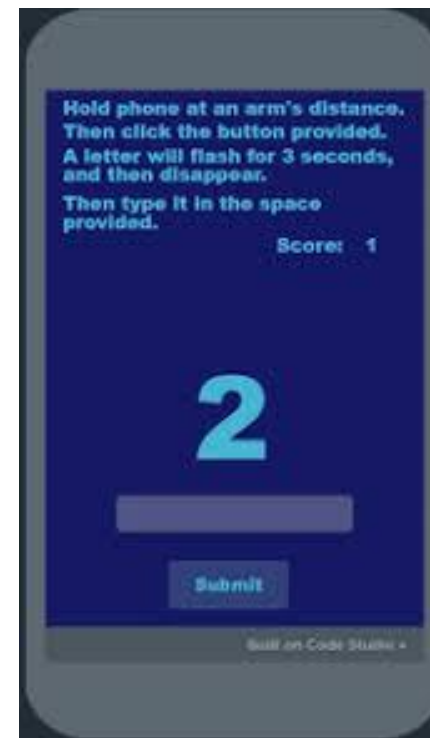 Hold phone at an arm's distance.
Then click the button provided.
A letter will flash for 3 seconds,
and then disappear.
Then type it in the space
provided.
Score: 1
2
Submit
Built on Code Studio